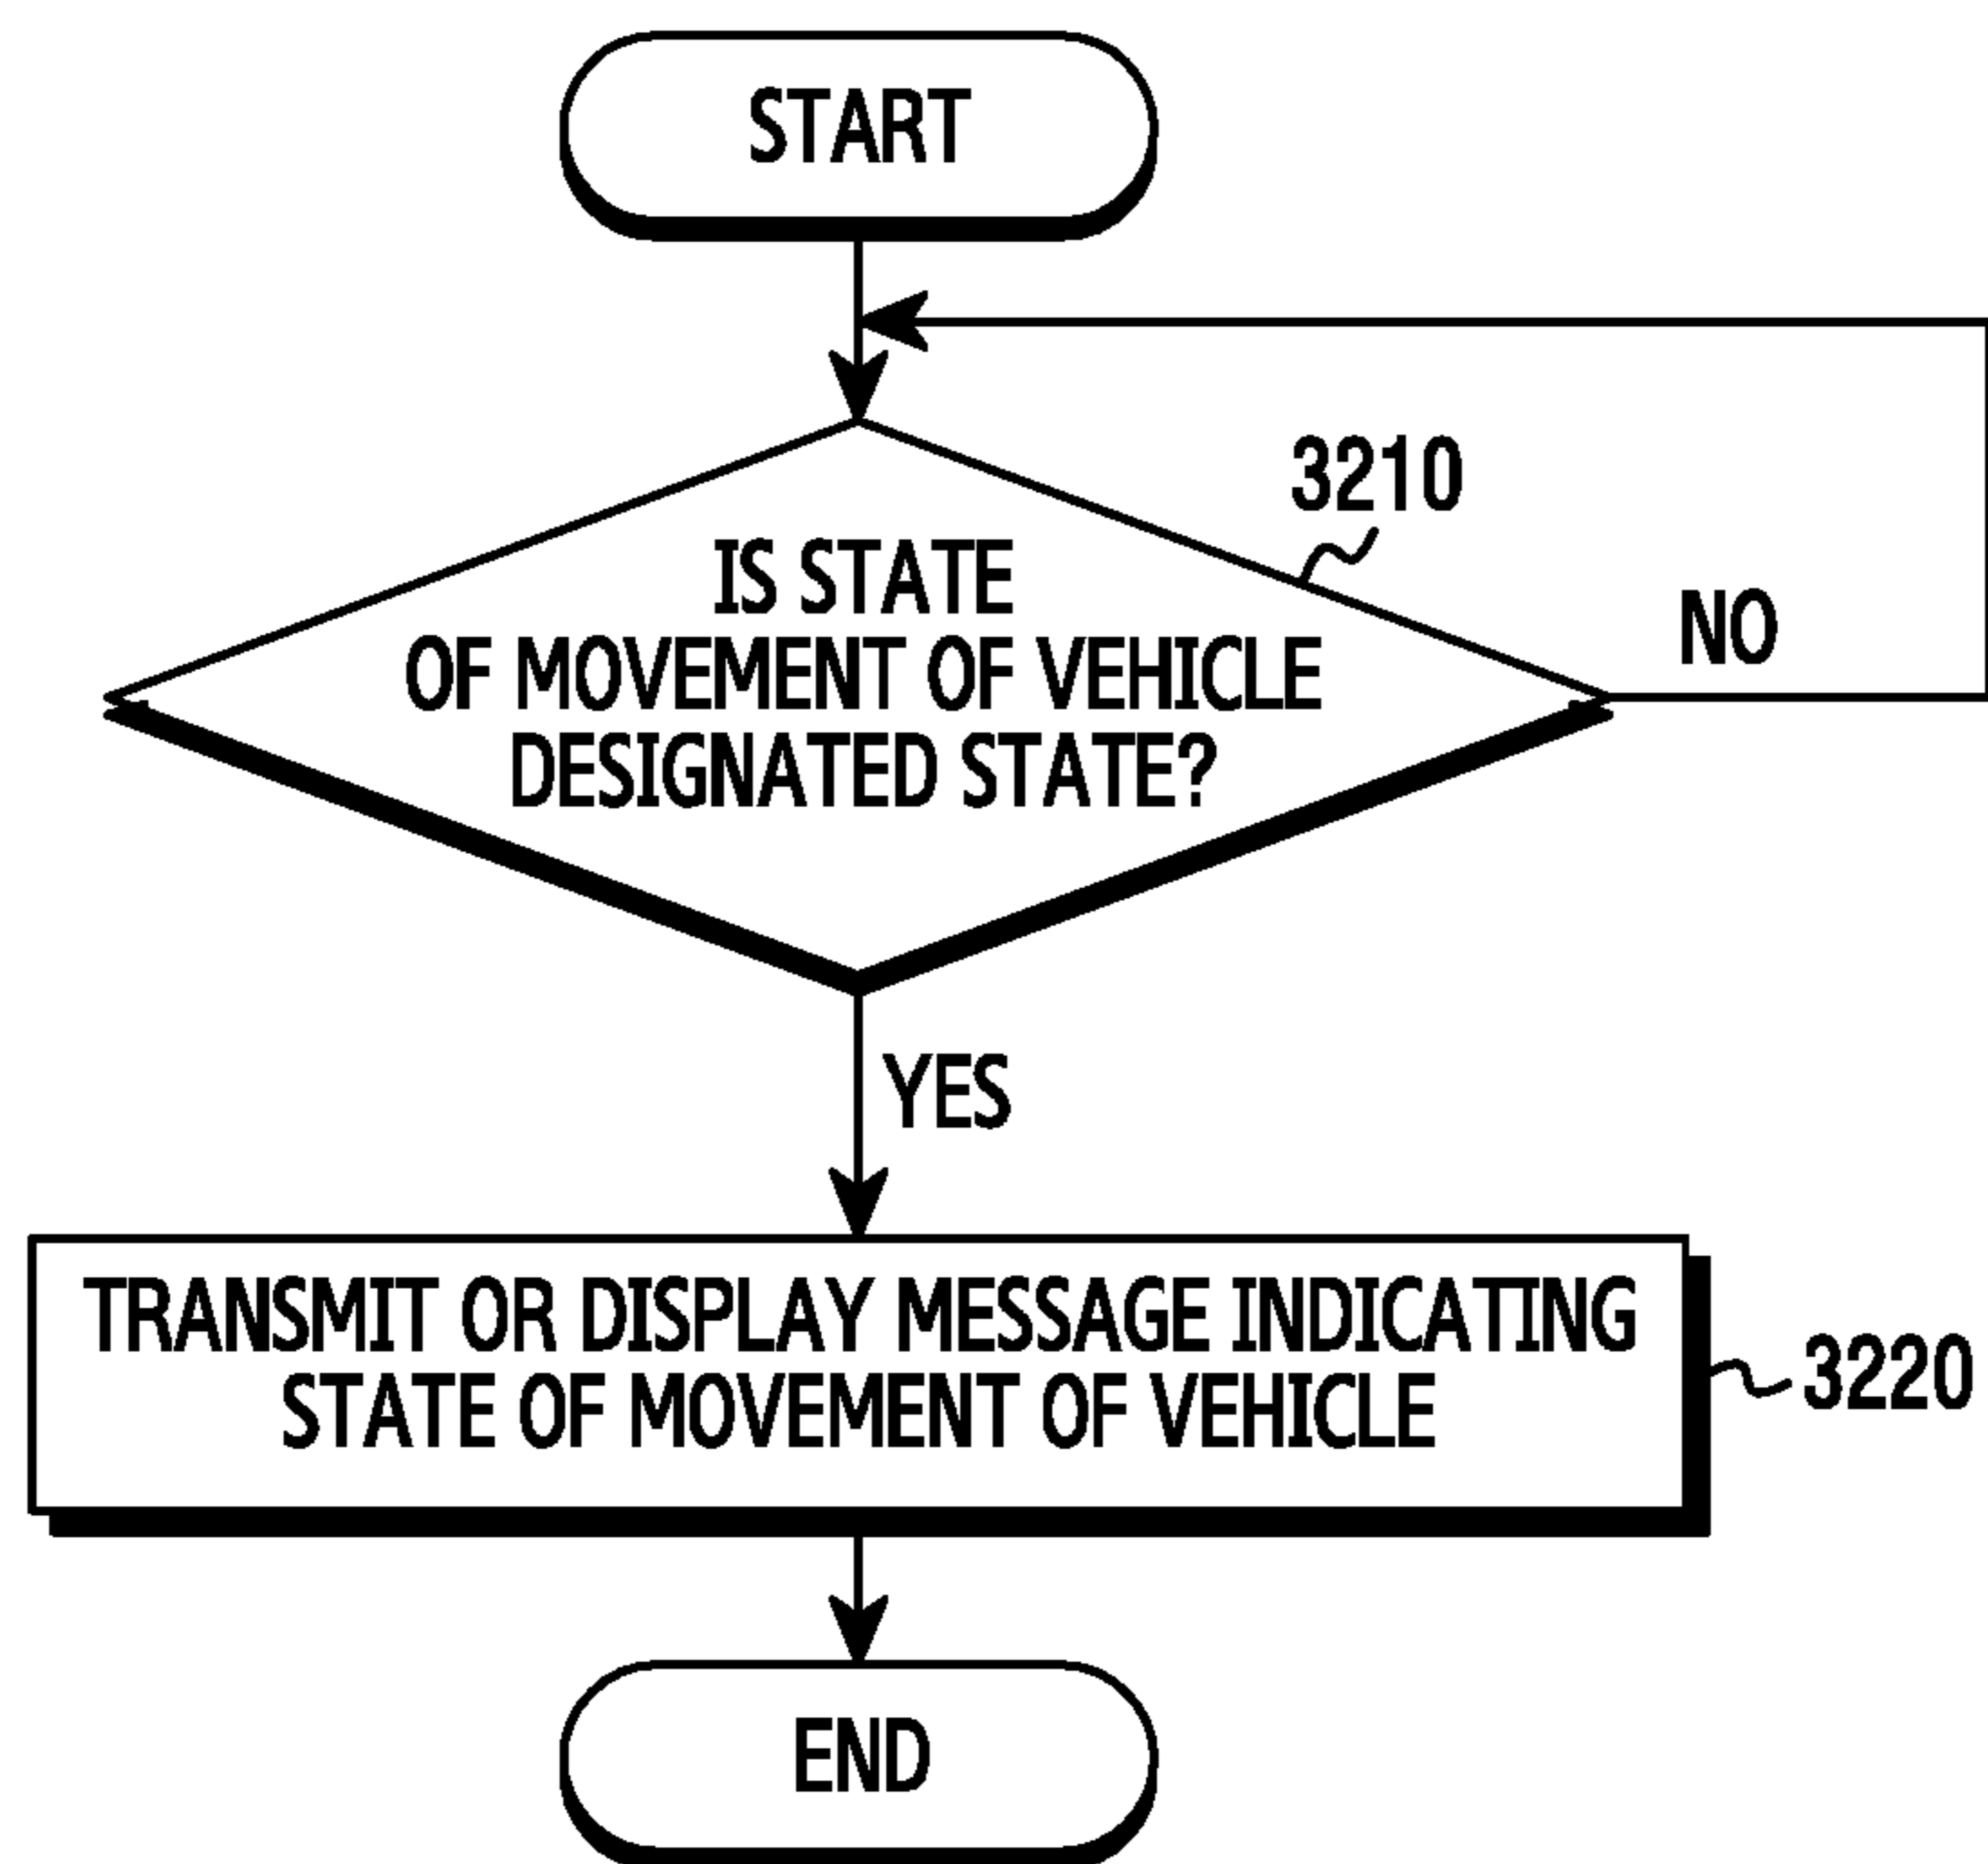 START
3210
IS STATE
OF MOVEMENT OF VEHICLE
DESIGNATED STATE?
NO
YES
TRANSMIT OR DISPLAY MESSAGE INDICATING
STATE OF MOVEMENT OF VEHICLE
3220
END